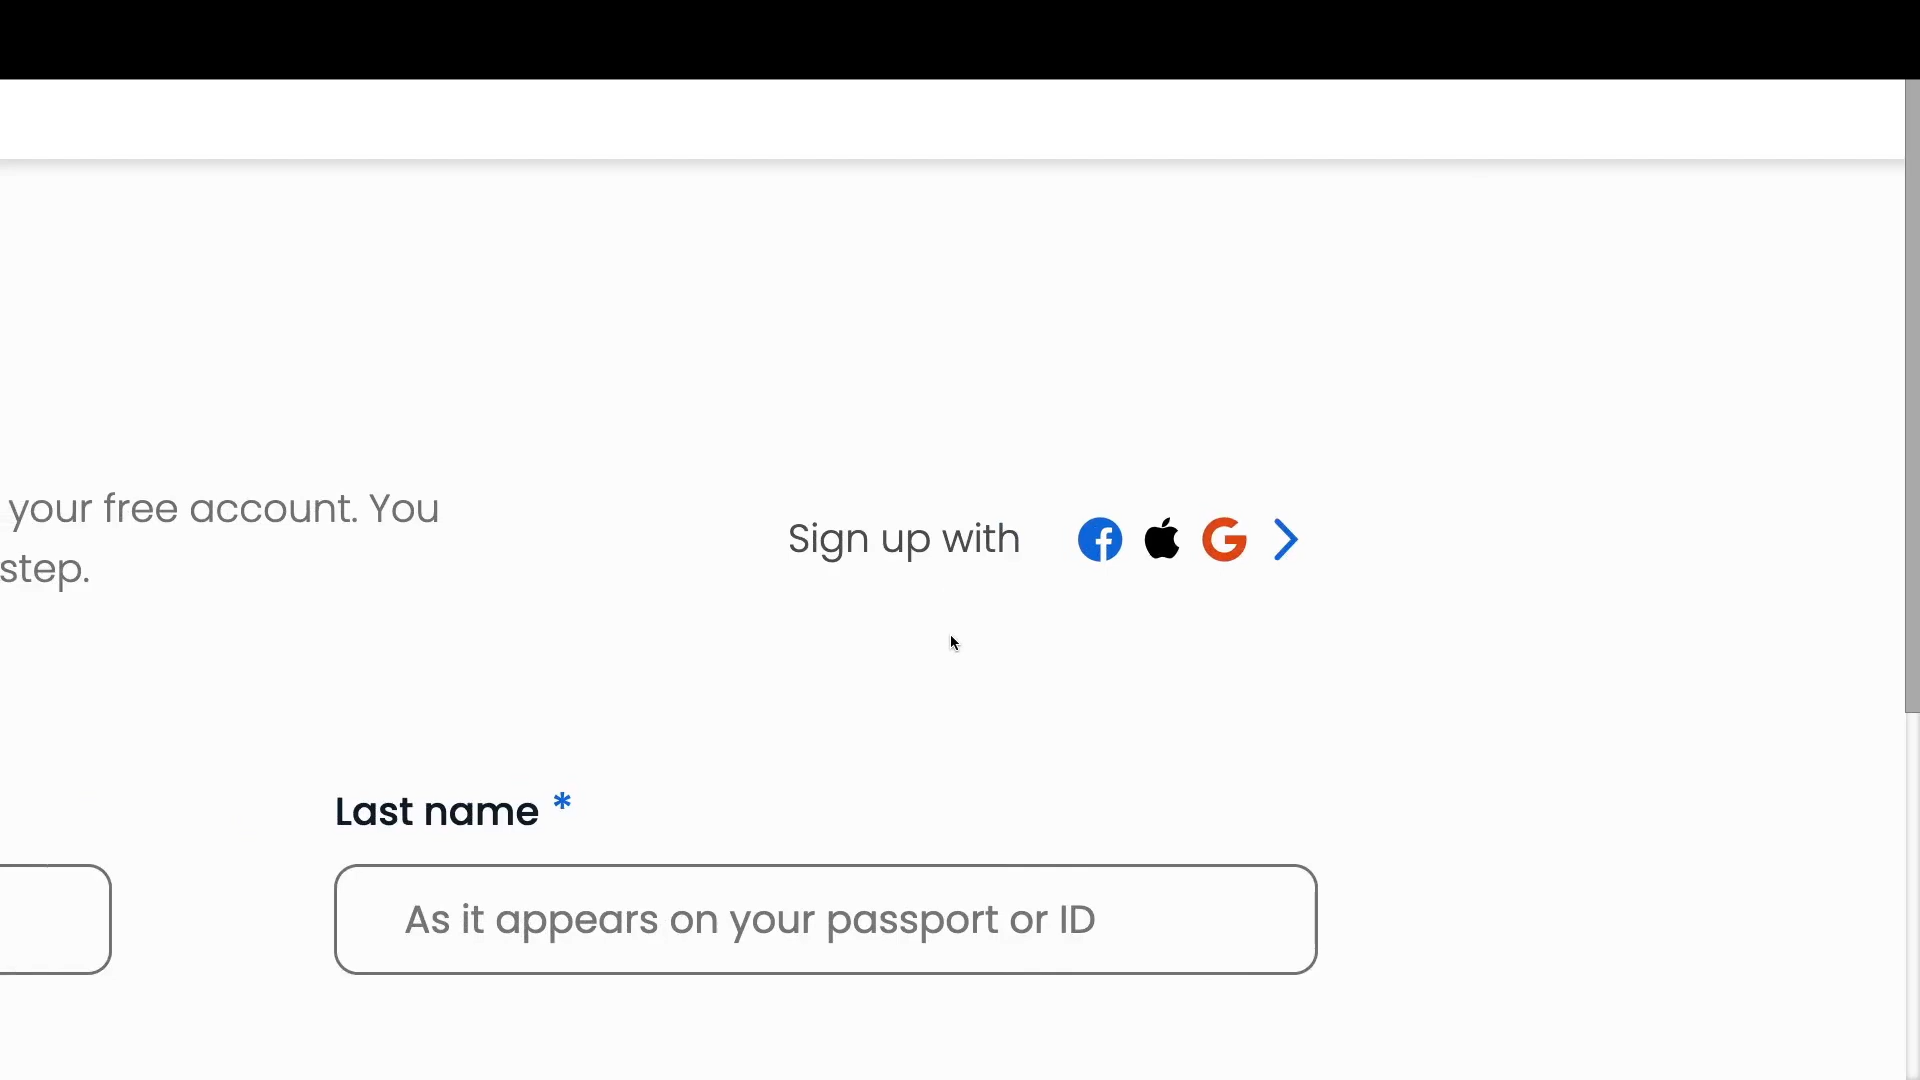 your free account. You
step.
Sign up with
Last name *
As it appears on your passport or ID